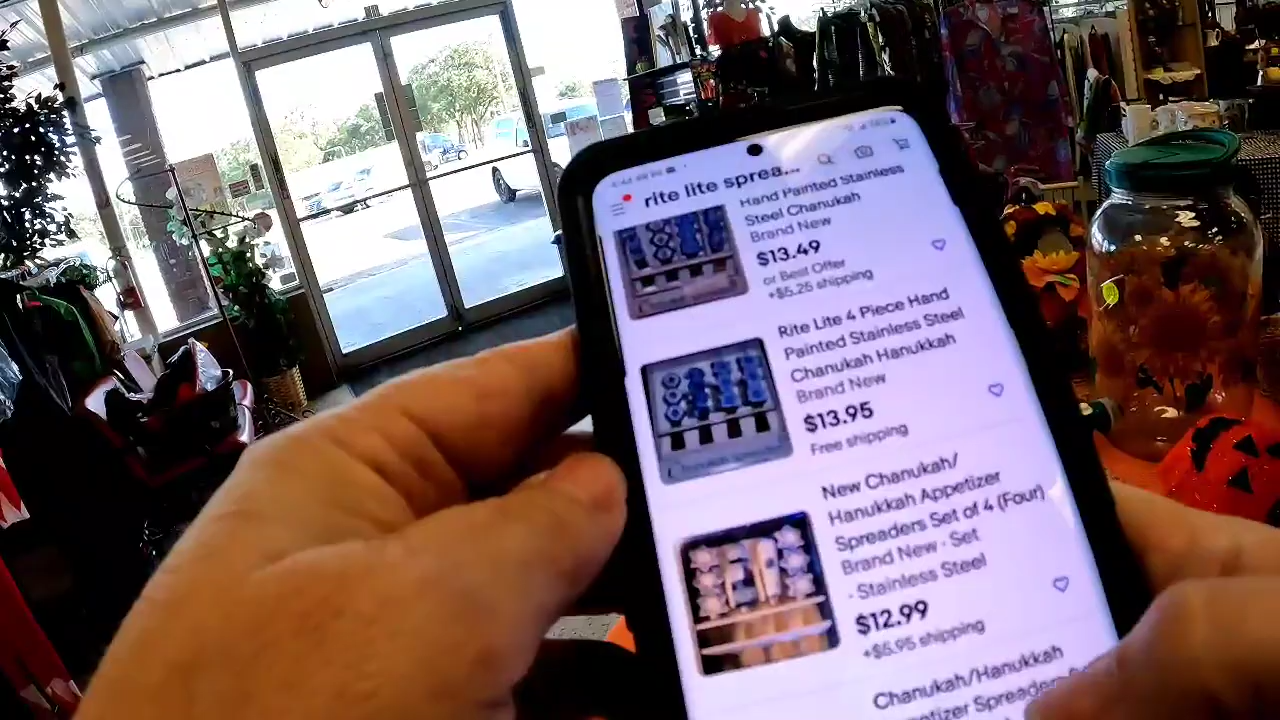 rite lite sprea...
Hand Painted Stainless
Steel Chanukah
Brand New
$13.49
or Best Offer
+$5.25 shipping
Rite Lite 4 Piece Hand
Painted Stainless Steel
Chanukah Hanukkah
Brand New
$13.95
Free shipping
New Chanukah/
Hanukkah Appetizer
Spreaders Set of 4 (Four)
Brand New · Set
· Stainless Steel
$12.99
+$5.95 shipping
Chanukah/Hanukkah